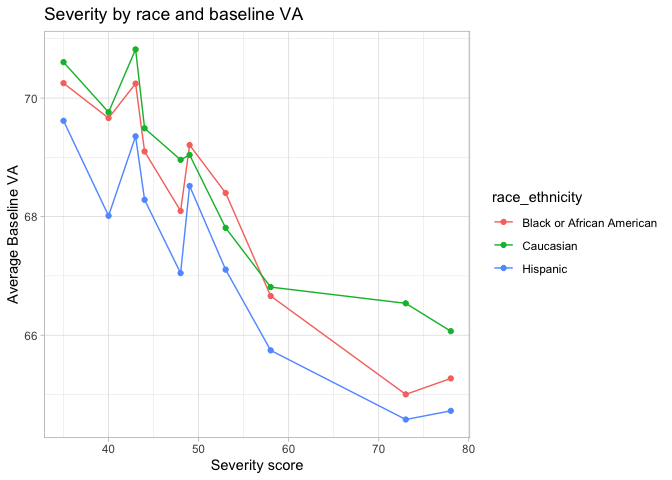 Severity by race and baseline VA
70
68
66
Average Baseline VA
40 50 60 70 80
Severity score
race_ethnicity
Black or African American
Caucasian
Hispanic